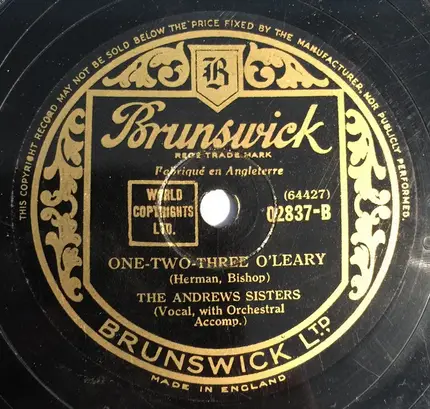 THIS COPYRIGHT RECORD MAY NOT BE SOLD BELOW THE PRICE FIXED BY THE MANUFACTURER, NOR PUBLICLY PERFORMED.
B
Brunswick
REGD TRADE MARK
Fabriqué en Angleterre
WORLD
COPYRIGHTS
LTD.
(64427)
02837-B
ONE-TWO-THREE O'LEARY
(Herman, Bishop)
THE ANDREWS SISTERS
(Vocal, with Orchestral
Accomp.)
BRUNSWICK LTD.
MADE IN ENGLAND